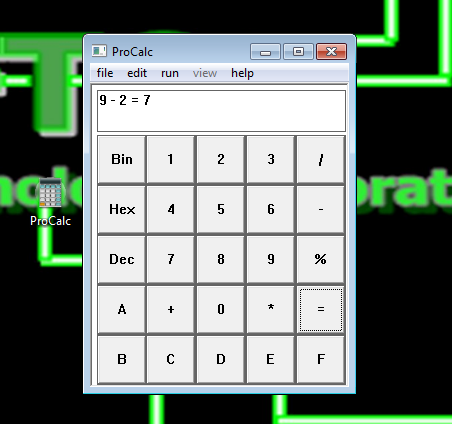 ProCalc
file edit run view help
9 - 2 = 7
Bin 1 2 3 /
Hex 4 5 6 -
Dec 7 8 9 %
A + 0 * =
B C D E F
ProCalc